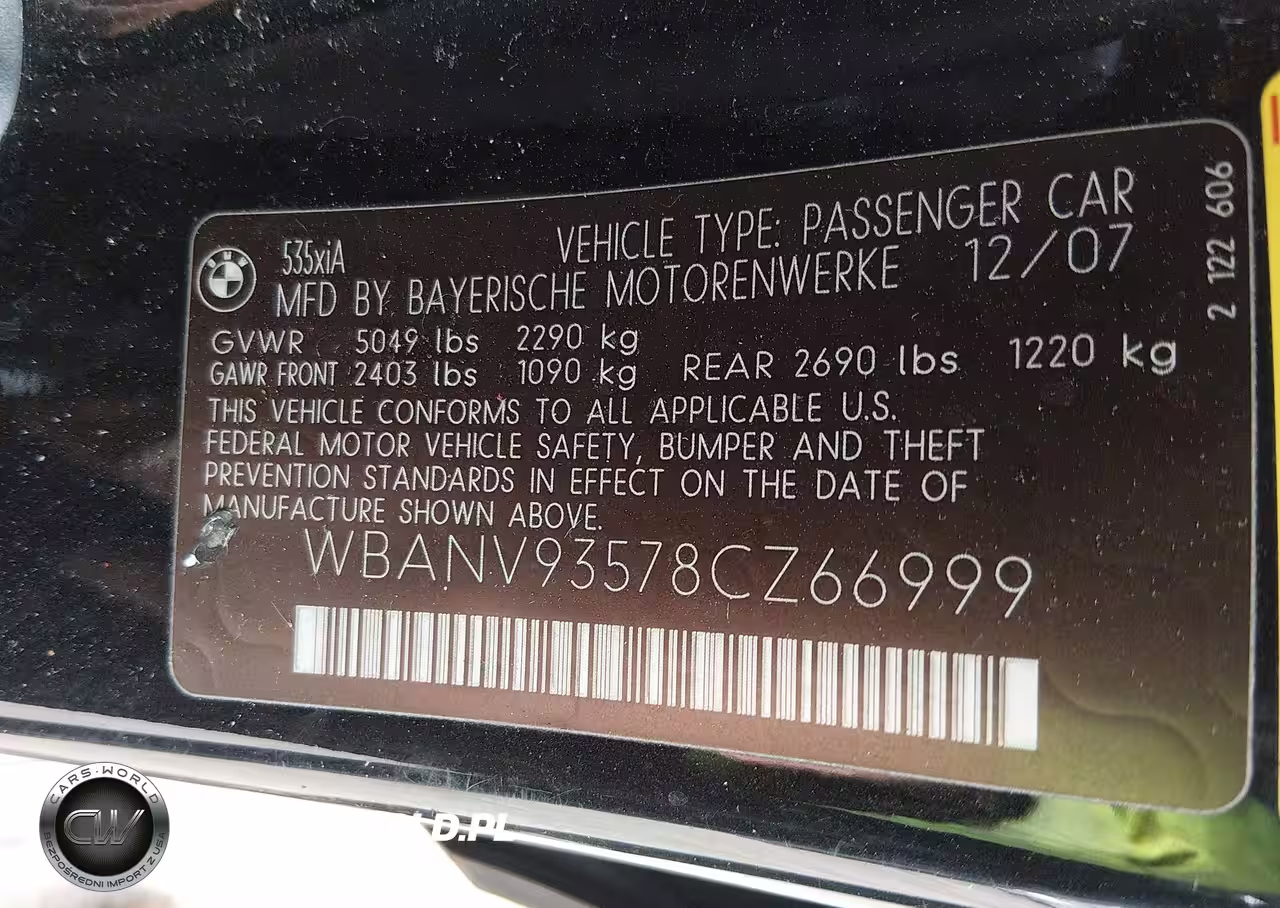 BMW
535xiA
VEHICLE TYPE: PASSENGER CAR
MFD BY BAYERISCHE MOTORENWERKE 12/07
GVWR 5049 lbs 2290 kg
GAWR FRONT 2403 lbs 1090 kg REAR 2690 lbs 1220 kg
THIS VEHICLE CONFORMS TO ALL APPLICABLE U.S.
FEDERAL MOTOR VEHICLE SAFETY, BUMPER AND THEFT
PREVENTION STANDARDS IN EFFECT ON THE DATE OF
MANUFACTURE SHOWN ABOVE.
WBANV93578CZ66999
2 122 606
CARS·WORLD
CW
BEZPOŚREDNI IMPORT Z USA
D.PL